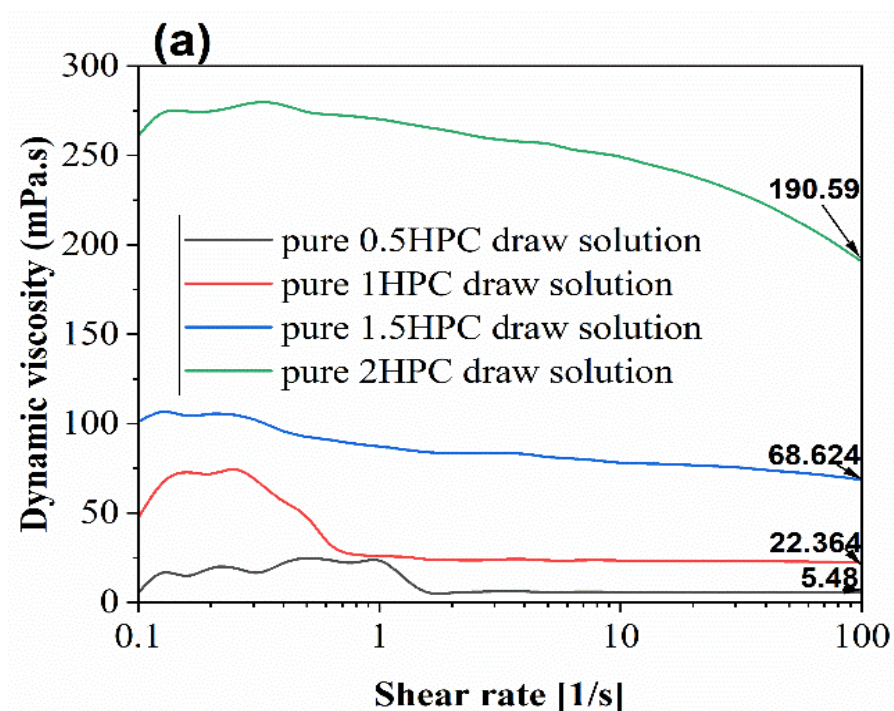 (a)
300
250
200
150
100
50
0
Dynamic viscosity (mPa.s)
190.59
pure 0.5HPC draw solution
pure 1HPC draw solution
pure 1.5HPC draw solution
pure 2HPC draw solution
68.624
22.364
5.48
0.1 1 10 100
Shear rate [1/s]